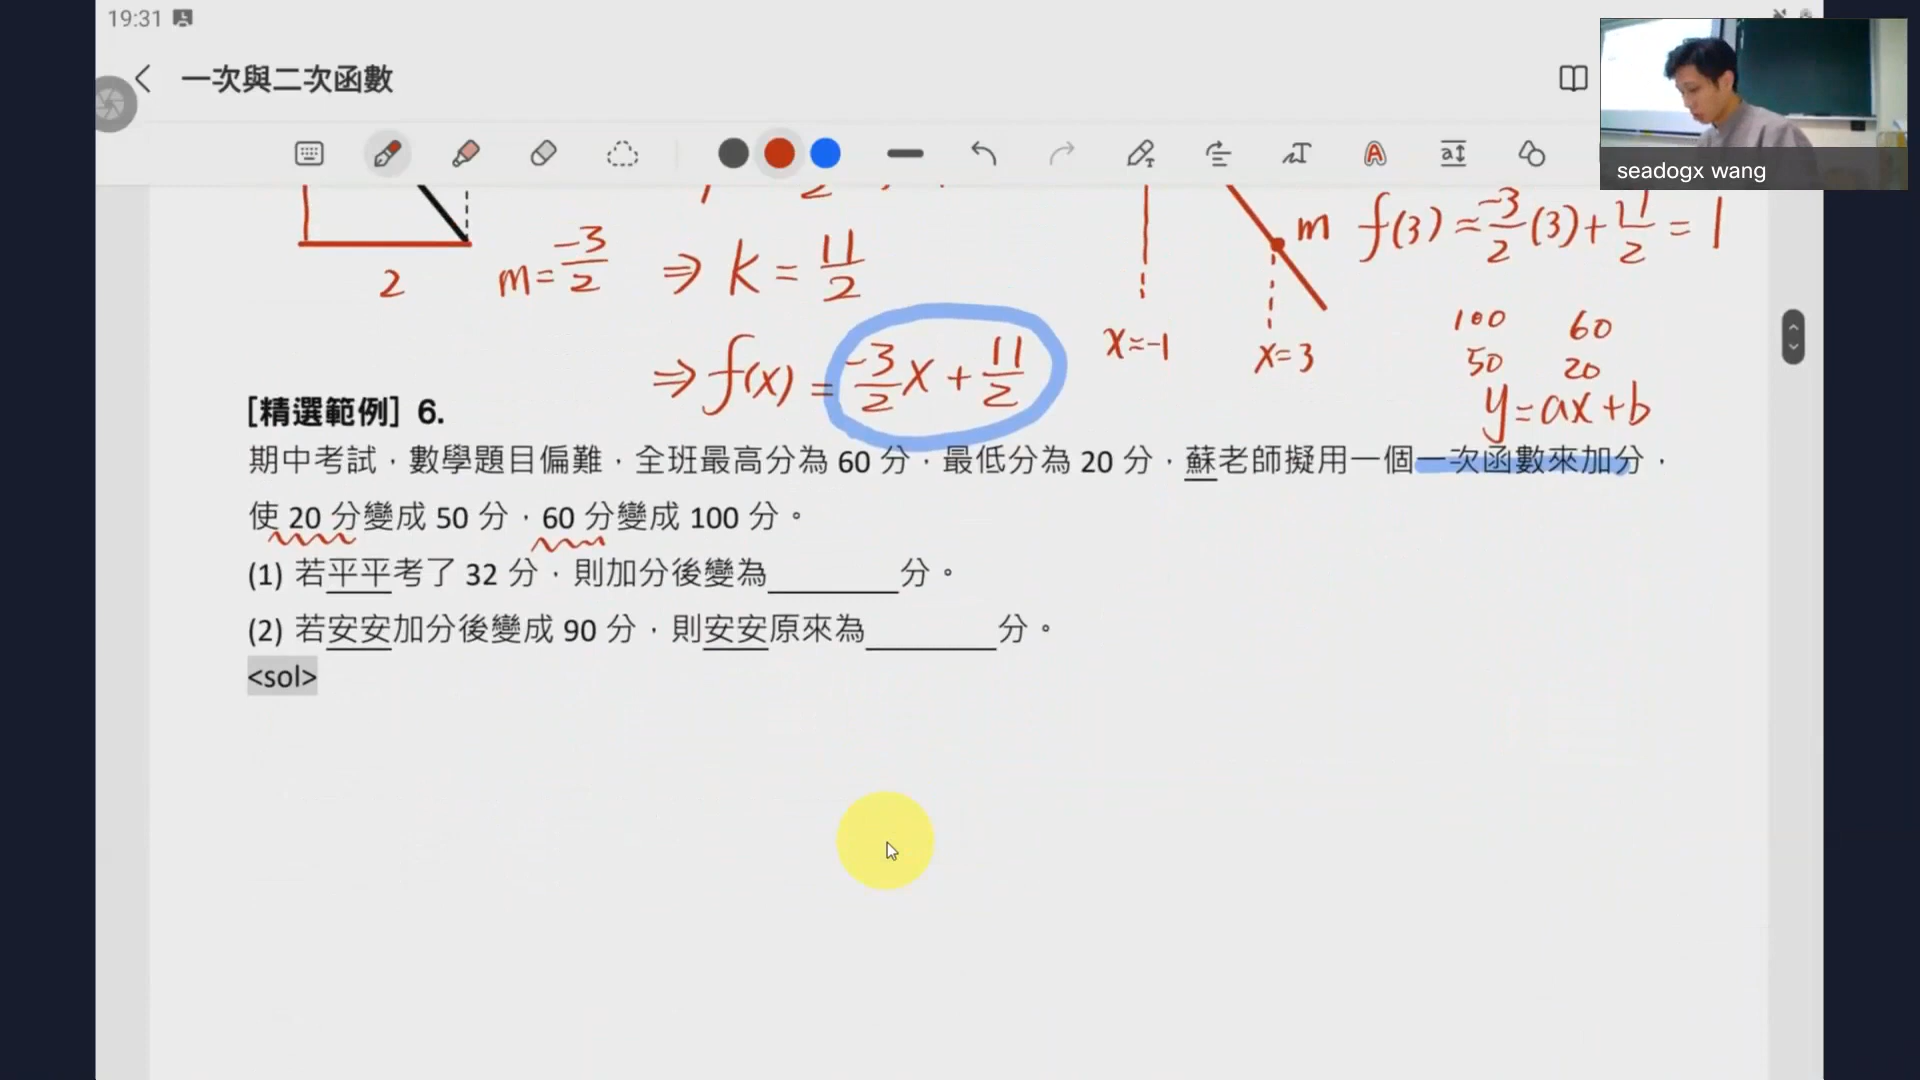 19:31
一次與二次函數
seadogx wang
2
m=-3/2
⇒ k = 11/2
m
f(3) = -3/2 (3) + 11/2 = 1
x=-1
x=3
100 60
50 20
⇒ f(x) = -3/2 x + 11/2
y=ax+b
[精選範例] 6.
期中考試，數學題目偏難，全班最高分為 60 分，最低分為 20 分，蘇老師擬用一個一次函數來加分，
使 20 分變成 50 分，60 分變成 100 分。
(1) 若平平考了 32 分，則加分後變為________分。
(2) 若安安加分後變成 90 分，則安安原來為________分。
<sol>